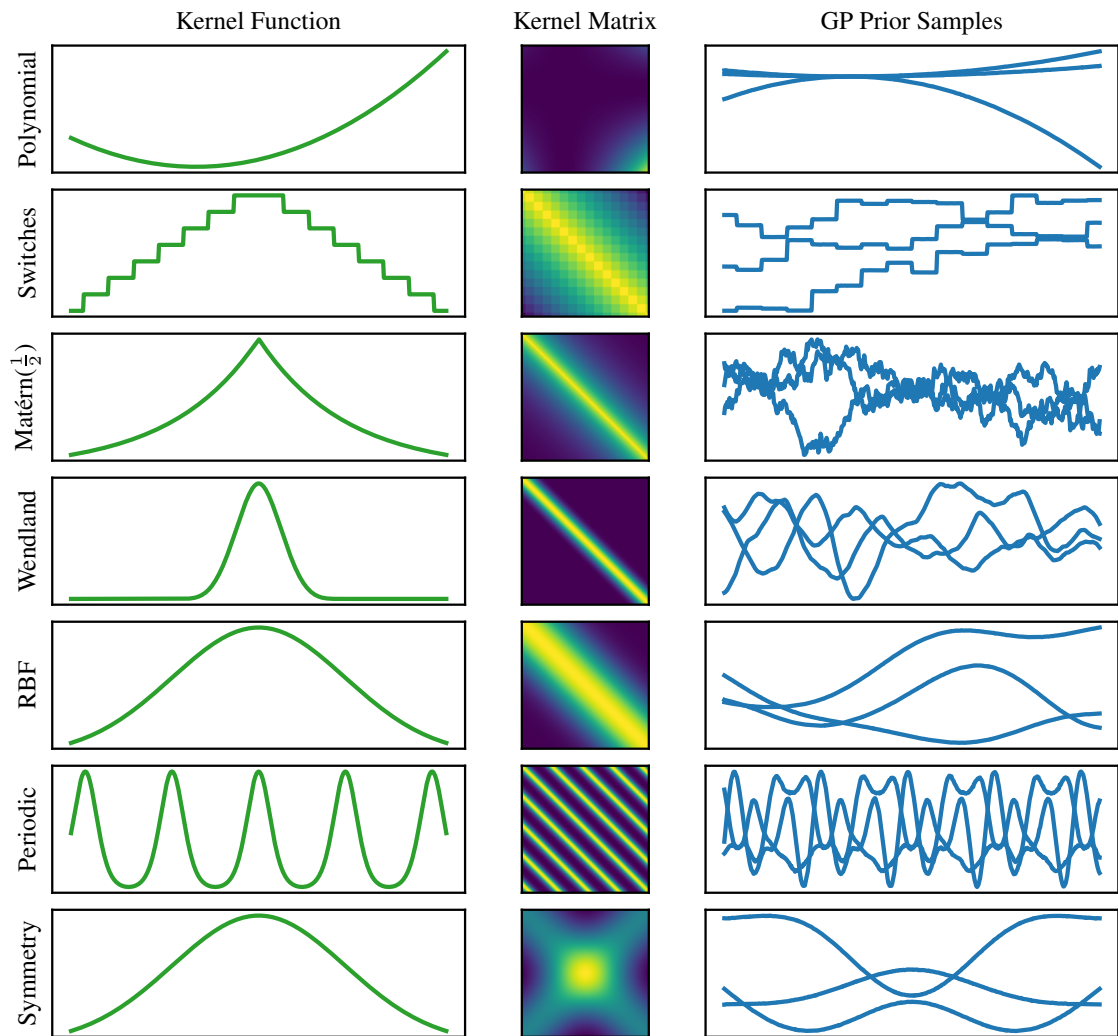 Kernel Function Kernel Matrix GP Prior Samples
Polynomial
Switches
Matérn(1/2)
Wendland
RBF
Periodic
Symmetry